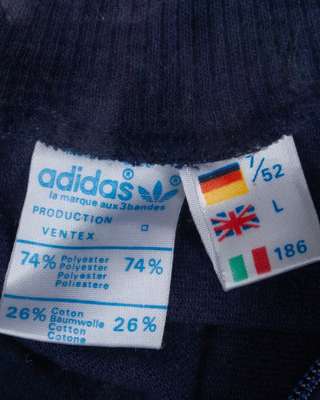 adidas
la marque aux 3 bandes
PRODUCTION
VENTEX
74% Polyester 74%
Polyester
Polyester
Poliestere
26% Coton 26%
Baumwolle
Cotton
Cotone
7/52
L
186